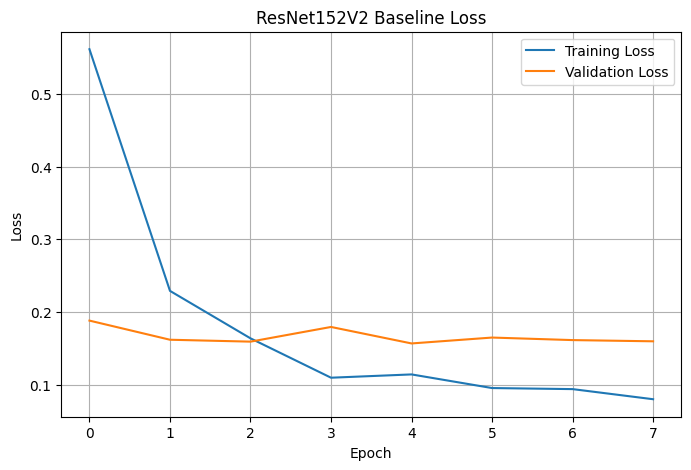 ResNet152V2 Baseline Loss
Training Loss
Validation Loss
0.5
0.4
0.3
0.2
0.1
Loss
0 1 2 3 4 5 6 7
Epoch